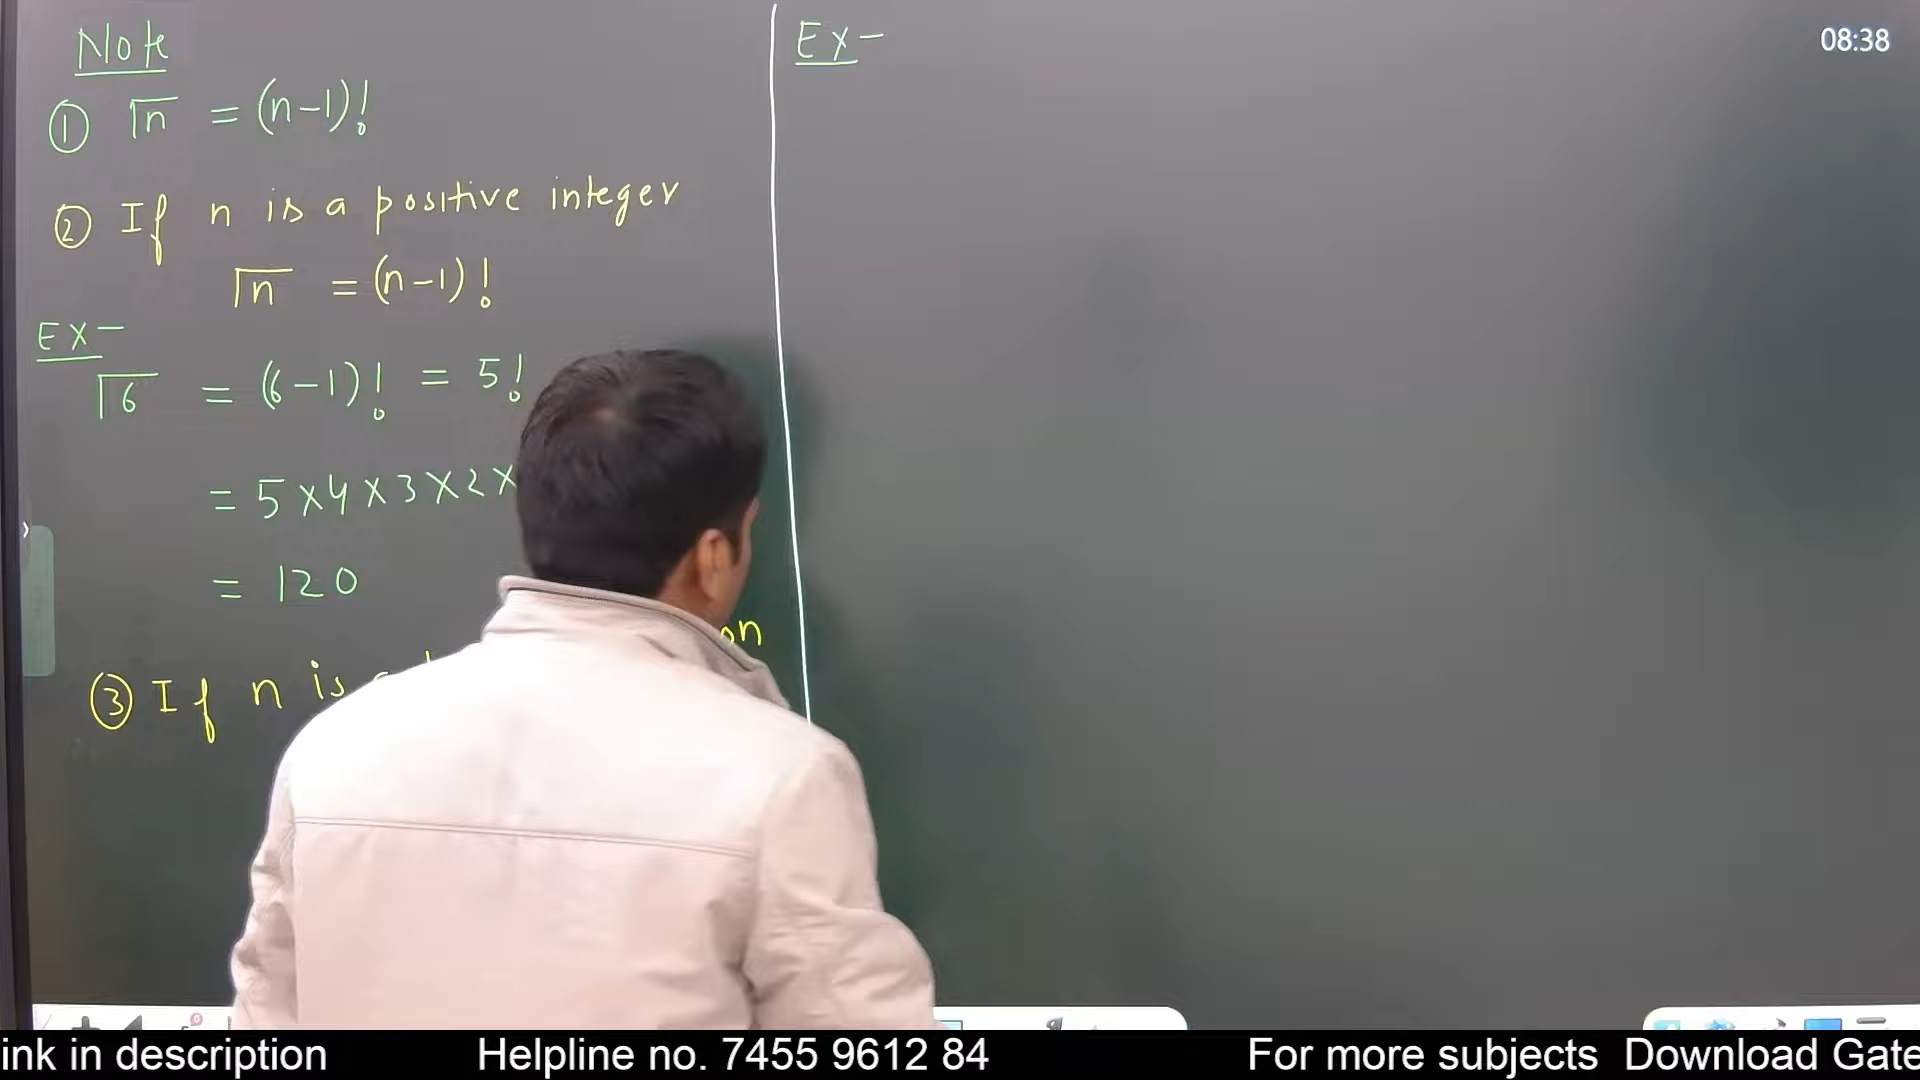 Note
① Γn = (n-1)!
② If n is a positive integer
Γn = (n-1)!
Ex-
Γ6 = (6-1)! = 5!
= 5×4×3×2×
= 120
③ If n is
Ex-
08:38
ink in description Helpline no. 7455 9612 84 For more subjects Download Gate